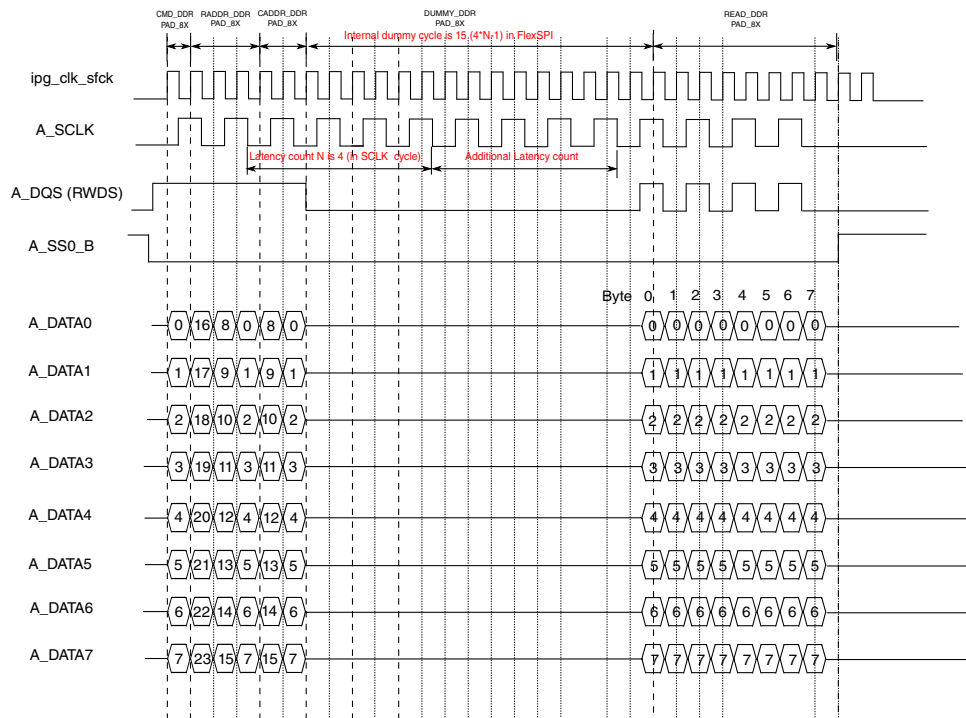 CMD_DDR RADDR_DDR CADDR_DDR DUMMY_DDR READ_DDR
PAD_8X PAD_8X PAD_8X PAD_8X PAD_8X
Internal dummy cycle is 15 (4*N-1) in FlexSPI
ipg_clk_sfck
A_SCLK
Latency count N is 4 (in SCLK cycle) Additional Latency count
A_DQS (RWDS)
A_SS0_B
Byte 0 1 2 3 4 5 6 7
A_DATA0 0 16 8 0 8 0 0 0 0 0 0 0 0 0
A_DATA1 1 17 9 1 9 1 1 1 1 1 1 1 1 1
A_DATA2 2 18 10 2 10 2 2 2 2 2 2 2 2 2
A_DATA3 3 19 11 3 11 3 3 3 3 3 3 3 3 3
A_DATA4 4 20 12 4 12 4 4 4 4 4 4 4 4 4
A_DATA5 5 21 13 5 13 5 5 5 5 5 5 5 5 5
A_DATA6 6 22 14 6 14 6 6 6 6 6 6 6 6 6
A_DATA7 7 23 15 7 15 7 7 7 7 7 7 7 7 7